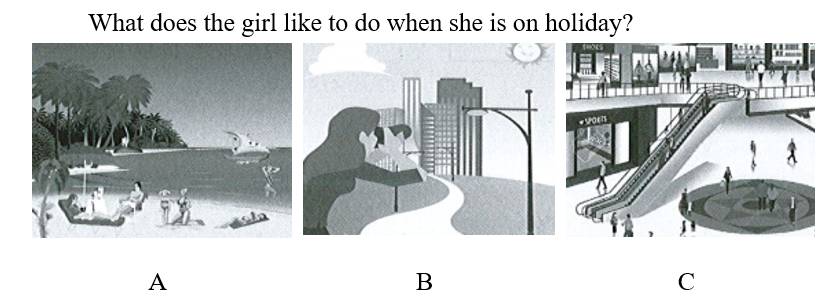 What does the girl like to do when she is on holiday?
SHOES
SPORTS
A B C